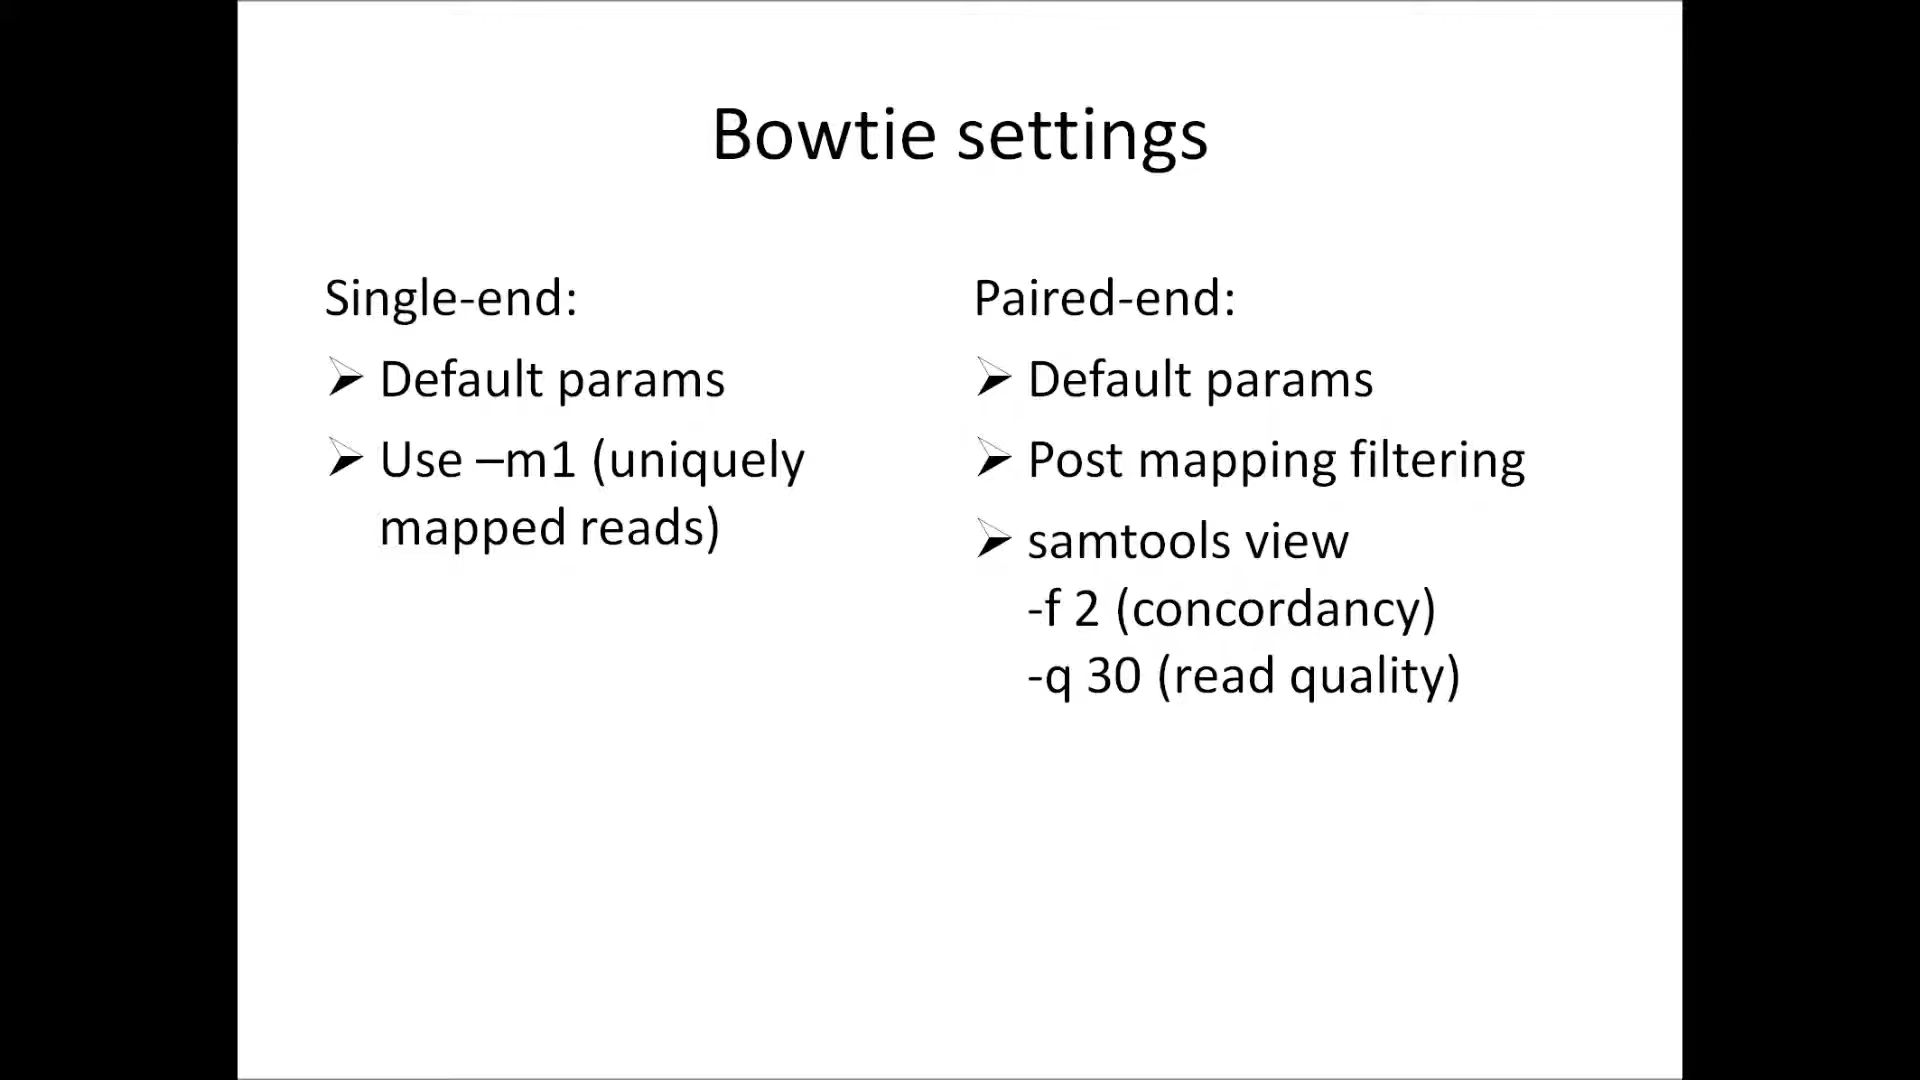 Bowtie settings
Single-end:
➢ Default params
➢ Use –m1 (uniquely
mapped reads)
Paired-end:
➢ Default params
➢ Post mapping filtering
➢ samtools view
-f 2 (concordancy)
-q 30 (read quality)